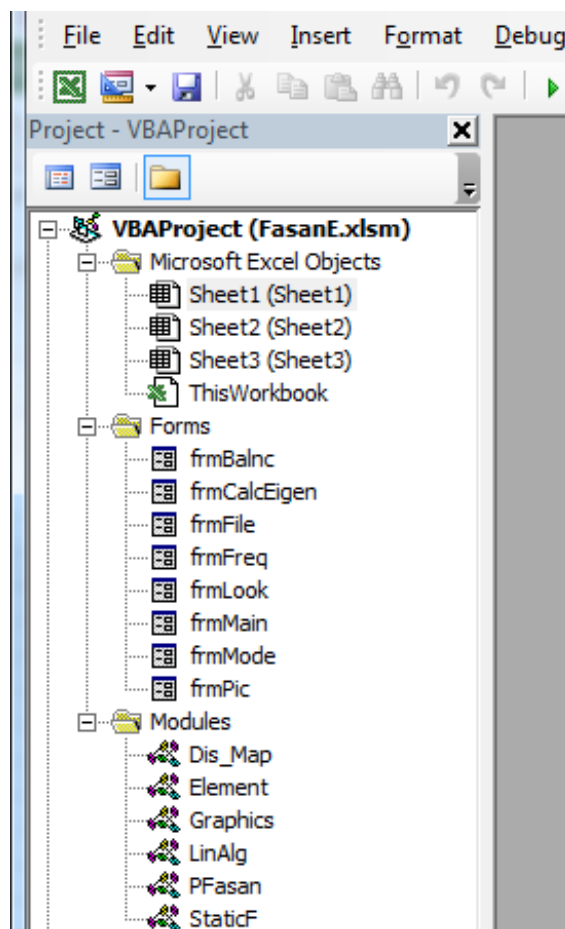 File Edit View Insert Format Debug
Project - VBAProject
VBAProject (FasanE.xlsm)
Microsoft Excel Objects
Sheet1 (Sheet1)
Sheet2 (Sheet2)
Sheet3 (Sheet3)
ThisWorkbook
Forms
frmBalnc
frmCalcEigen
frmFile
frmFreq
frmLook
frmMain
frmMode
frmPic
Modules
Dis_Map
Element
Graphics
LinAlg
PFasan
StaticF